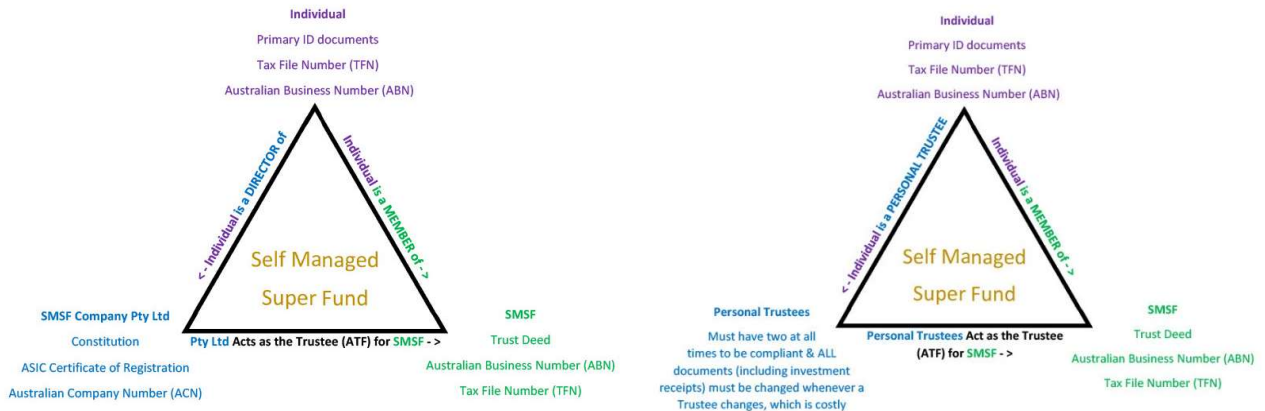 Individual
Primary ID documents
Tax File Number (TFN)
Australian Business Number (ABN)
< - Individual is a DIRECTOR of
Individual is a MEMBER of - >
Self Managed
Super Fund
SMSF Company Pty Ltd
Constitution
ASIC Certificate of Registration
Australian Company Number (ACN)
Pty Ltd Acts as the Trustee (ATF) for SMSF - >
SMSF
Trust Deed
Australian Business Number (ABN)
Tax File Number (TFN)
Individual
Primary ID documents
Tax File Number (TFN)
Australian Business Number (ABN)
< - Individual is a PERSONAL TRUSTEE
Individual is a MEMBER of - >
Self Managed
Super Fund
Personal Trustees
Must have two at all
times to be compliant & ALL
documents (including investment
receipts) must be changed whenever a
Trustee changes, which is costly
Personal Trustees Act as the Trustee
(ATF) for SMSF - >
SMSF
Trust Deed
Australian Business Number (ABN)
Tax File Number (TFN)